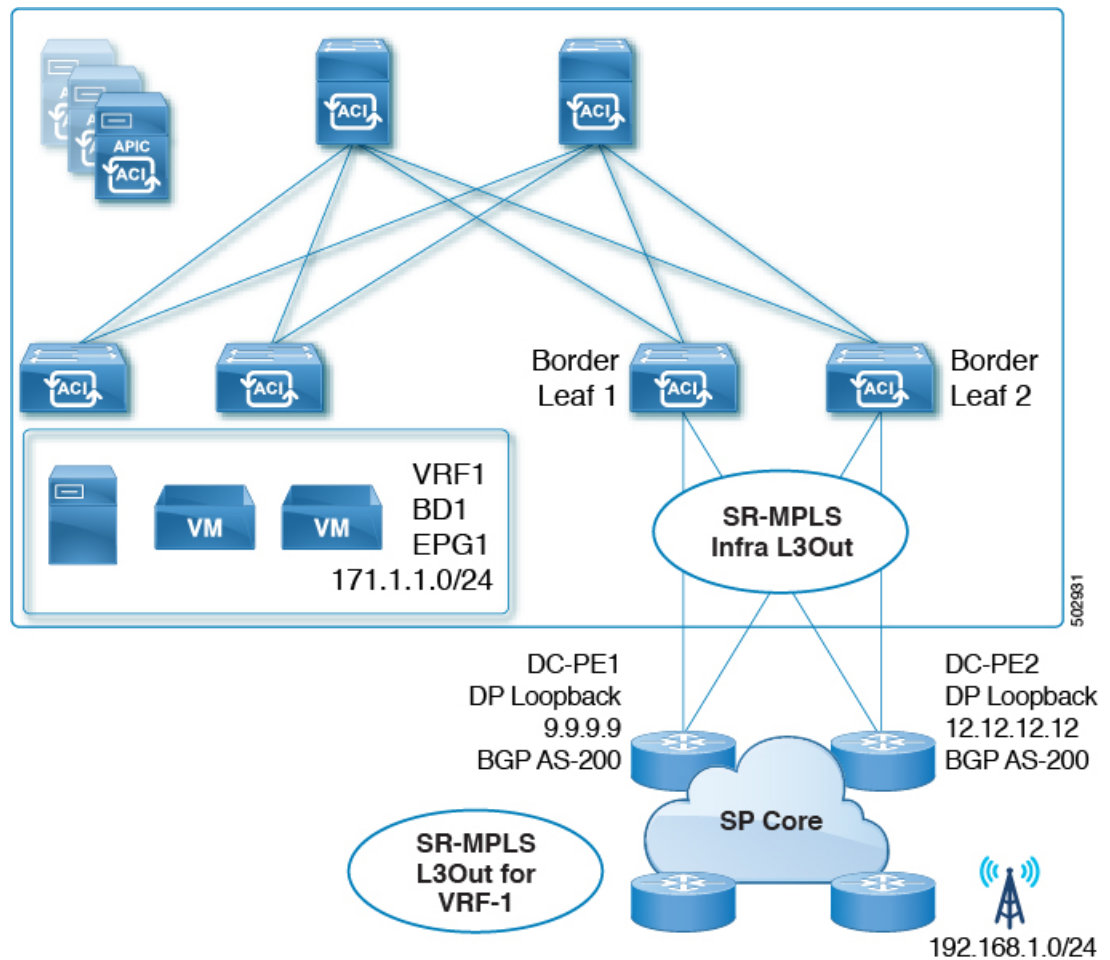 ACI
ACI
APIC
ACI
ACI
ACI
Border
Leaf 1
ACI
ACI
Border
Leaf 2
VM
VM
VRF1
BD1
EPG1
171.1.1.0/24
SR-MPLS
Infra L3Out
502931
DC-PE1
DP Loopback
9.9.9.9
BGP AS-200
DC-PE2
DP Loopback
12.12.12.12
BGP AS-200
SP Core
SR-MPLS
L3Out for
VRF-1
192.168.1.0/24